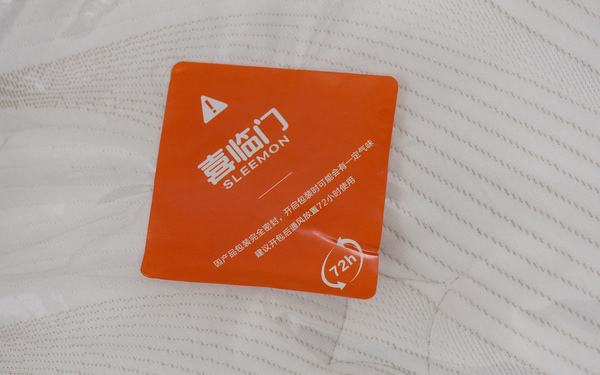 喜临门
SLEEMON
因产品包装完全密封，开启包装时可能会有一定气味
建议开包后通风放置72小时使用
72h